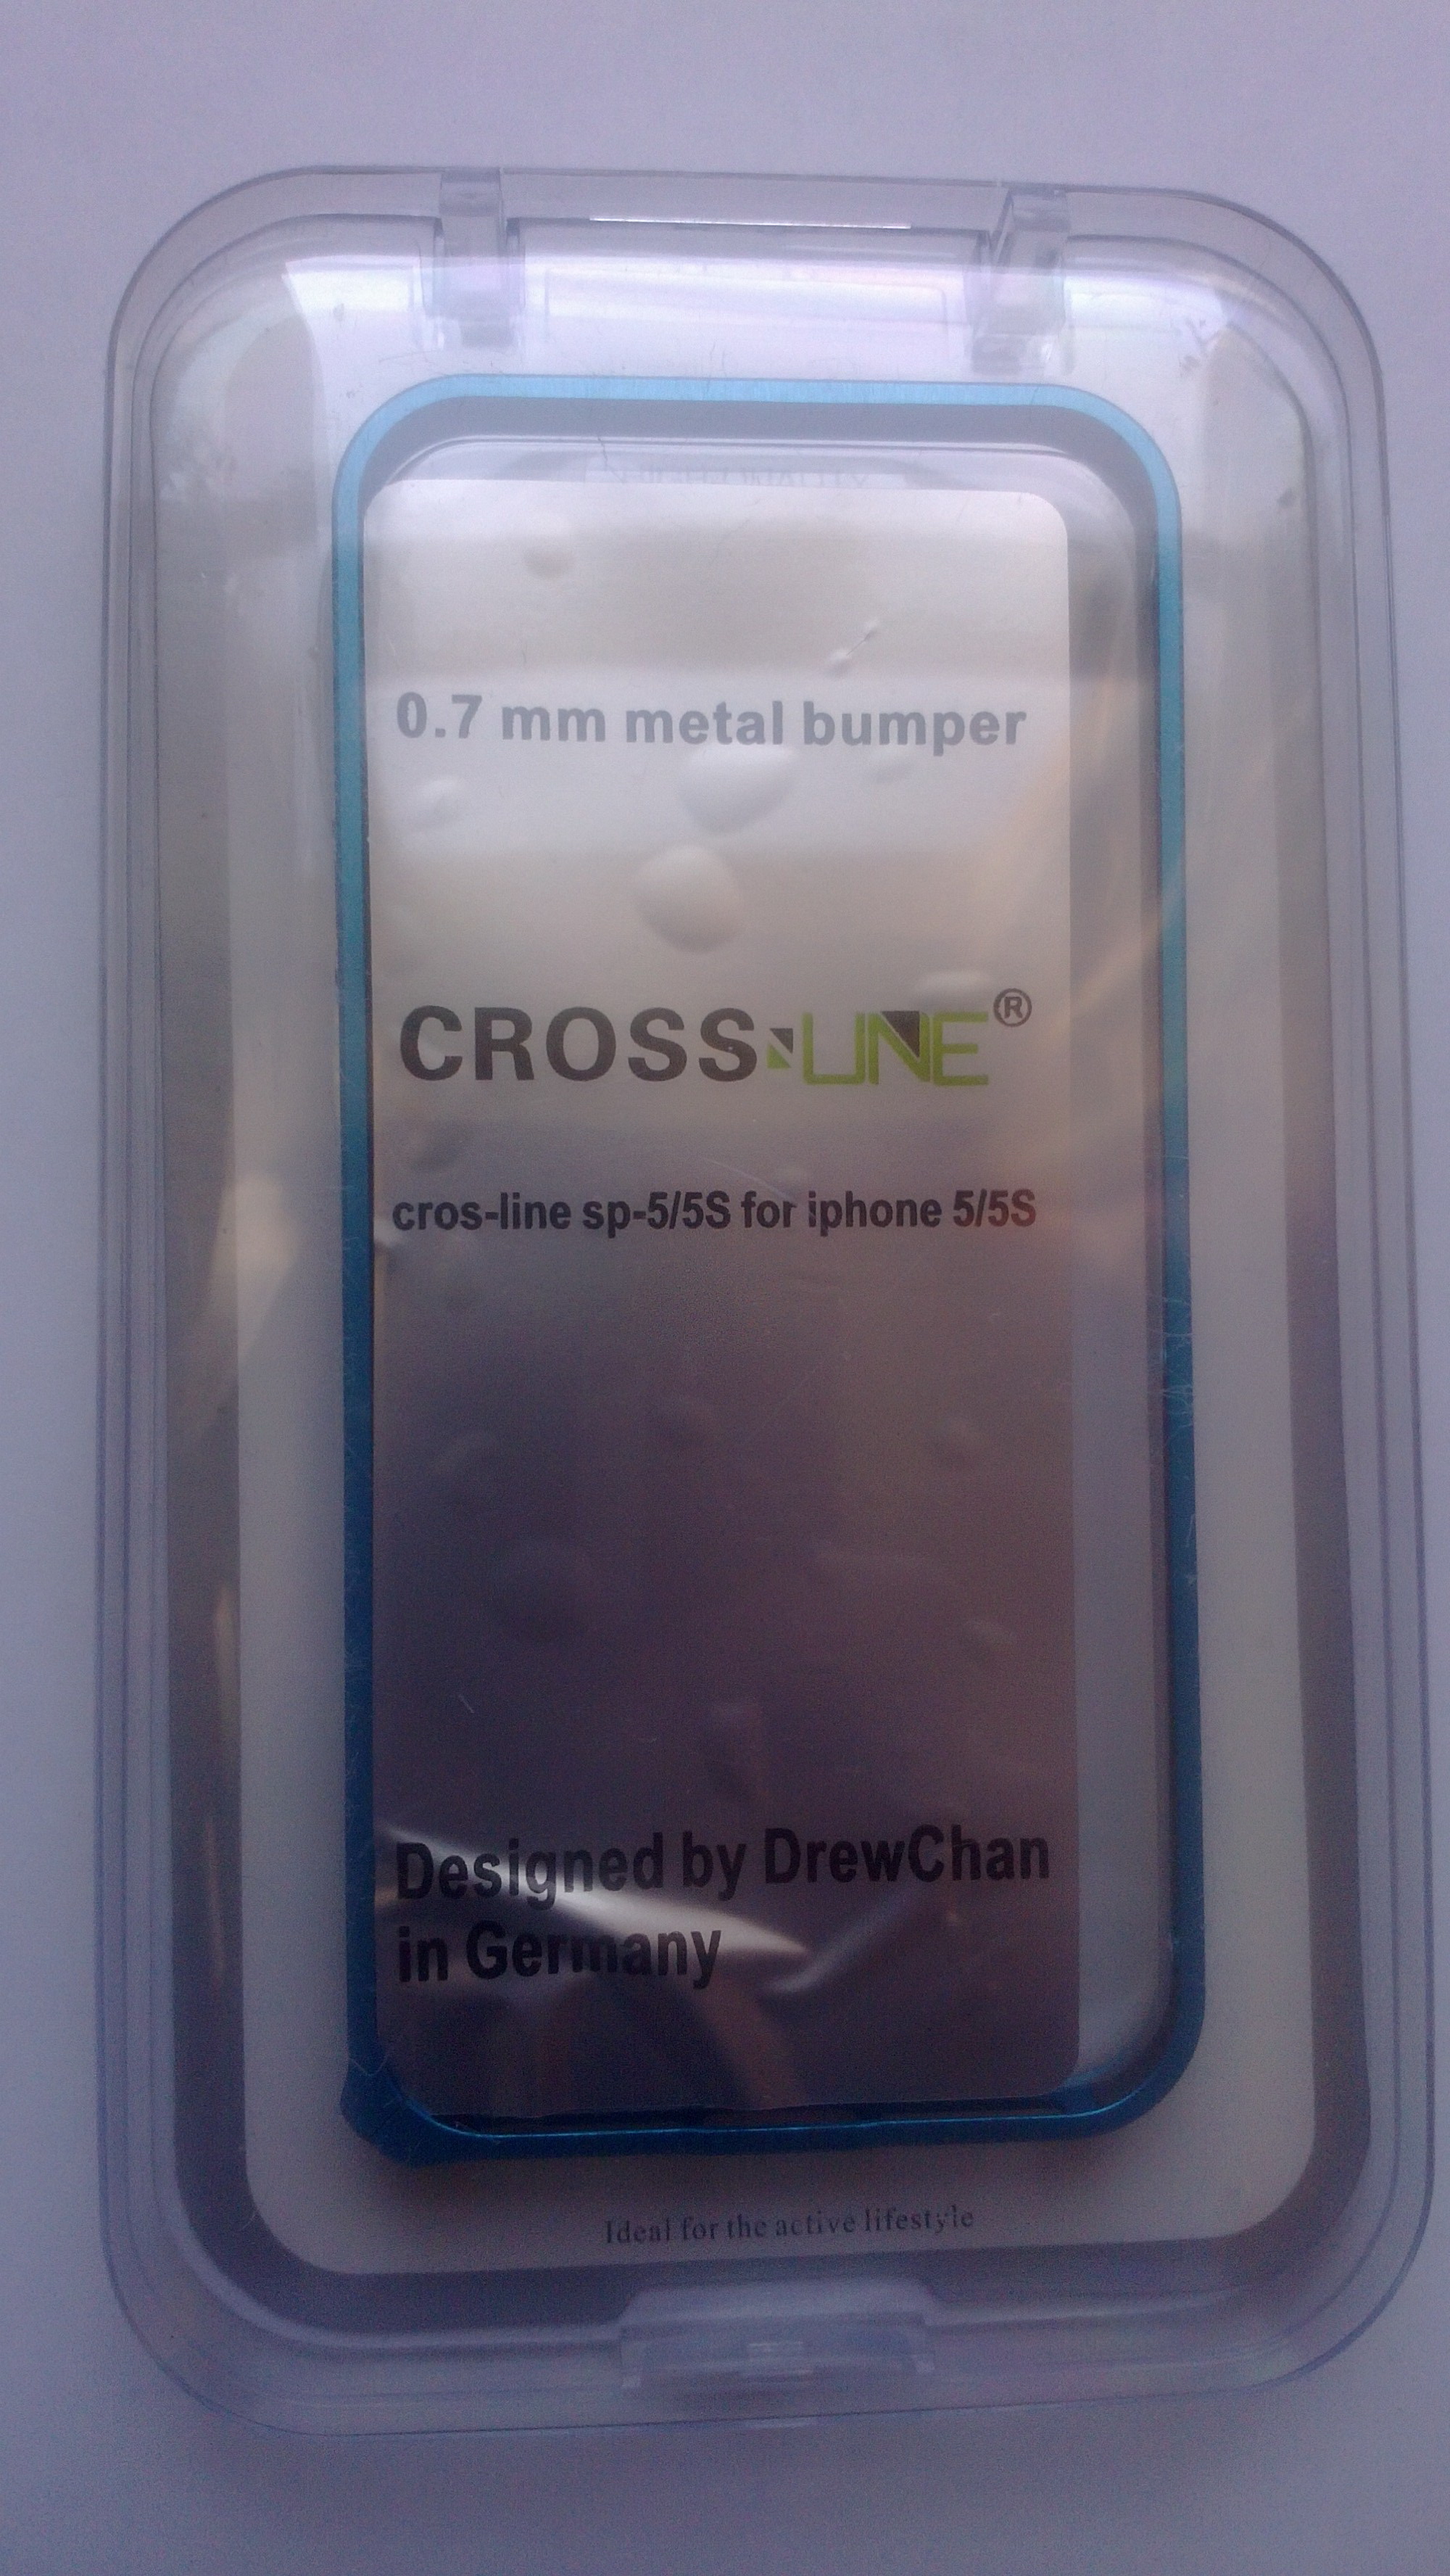 0.7 mm metal bumper
CROSS LINE®
cros-line sp-5/5S for iphone 5/5S
Designed by DrewChan
in Germany
Ideal for the active lifestyle